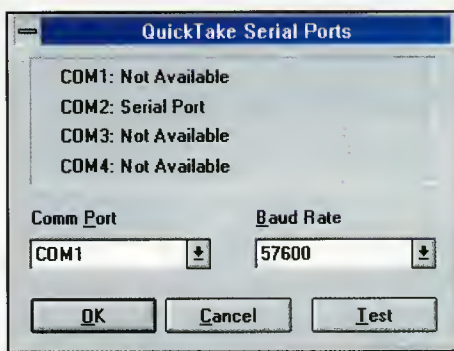 QuickTake Serial Ports
COM1: Not Available
COM2: Serial Port
COM3: Not Available
COM4: Not Available
Comm Port
Baud Rate
COM1
57600
OK
Cancel
Test